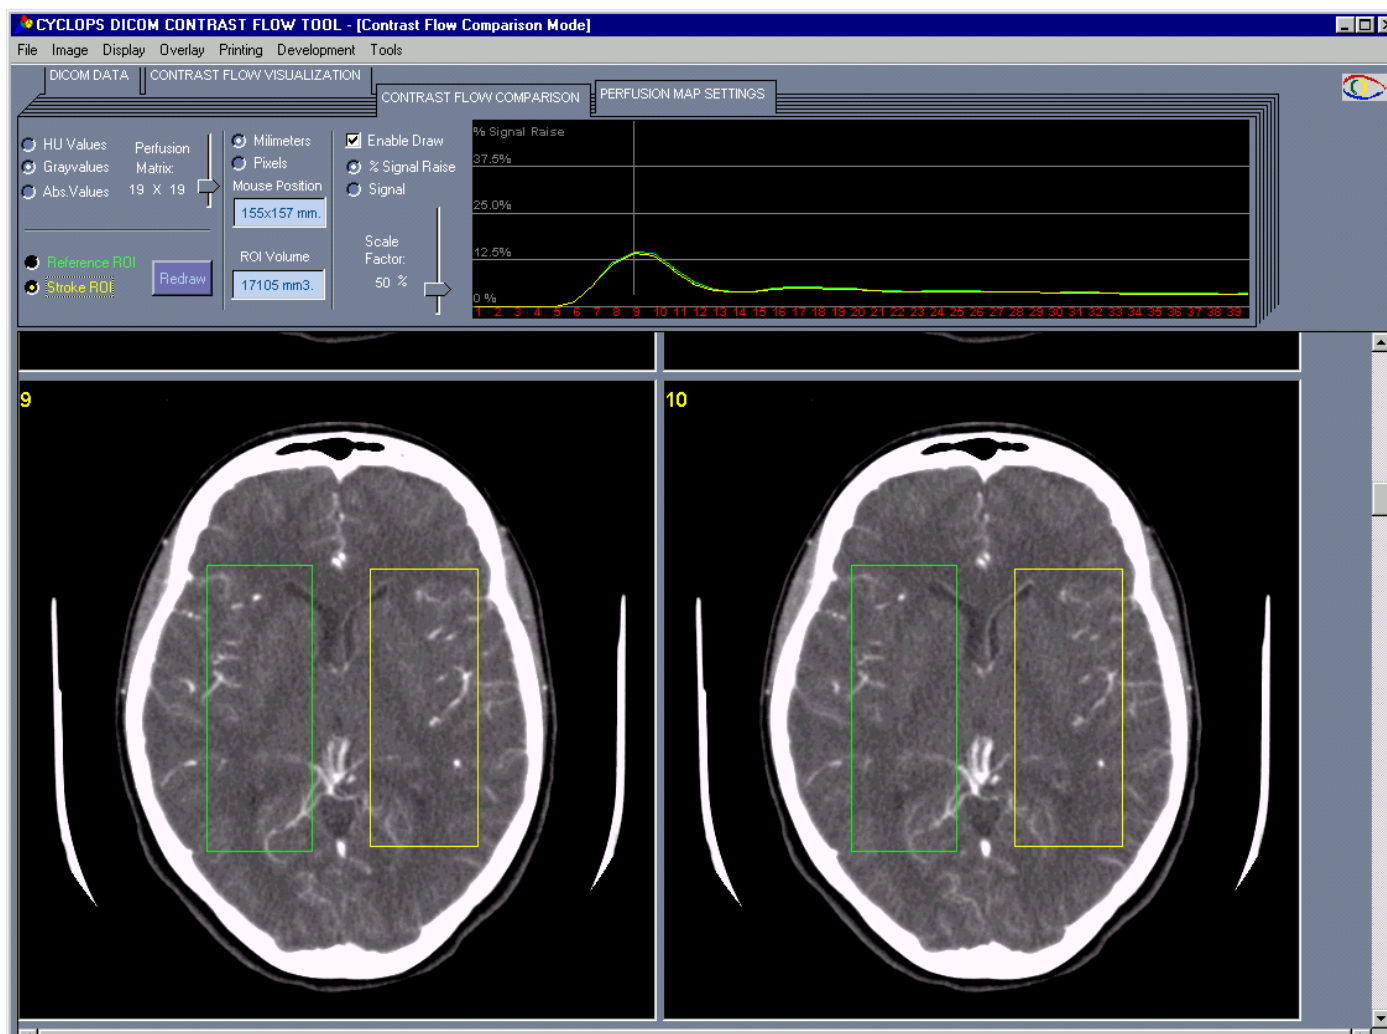 CYCLOPS DICOM CONTRAST FLOW TOOL - [Contrast Flow Comparison Mode]
File Image Display Overlay Printing Development Tools
DICOM DATA CONTRAST FLOW VISUALIZATION
CONTRAST FLOW COMPARISON PERFUSION MAP SETTINGS
HU Values
Grayvalues
Abs.Values
Perfusion
Matrix:
19 X 19
Reference ROI
Stroke ROI
Redraw
Milimeters
Pixels
Mouse Position
155x157 mm.
ROI Volume
17105 mm3.
Enable Draw
% Signal Raise
Signal
Scale
Factor:
50 %
% Signal Raise
37.5%
25.0%
12.5%
0 %
1 2 3 4 5 6 7 8 9 10 11 12 13 14 15 16 17 18 19 20 21 22 23 24 25 26 27 28 29 30 31 32 33 34 35 36 37 38 39
9
10